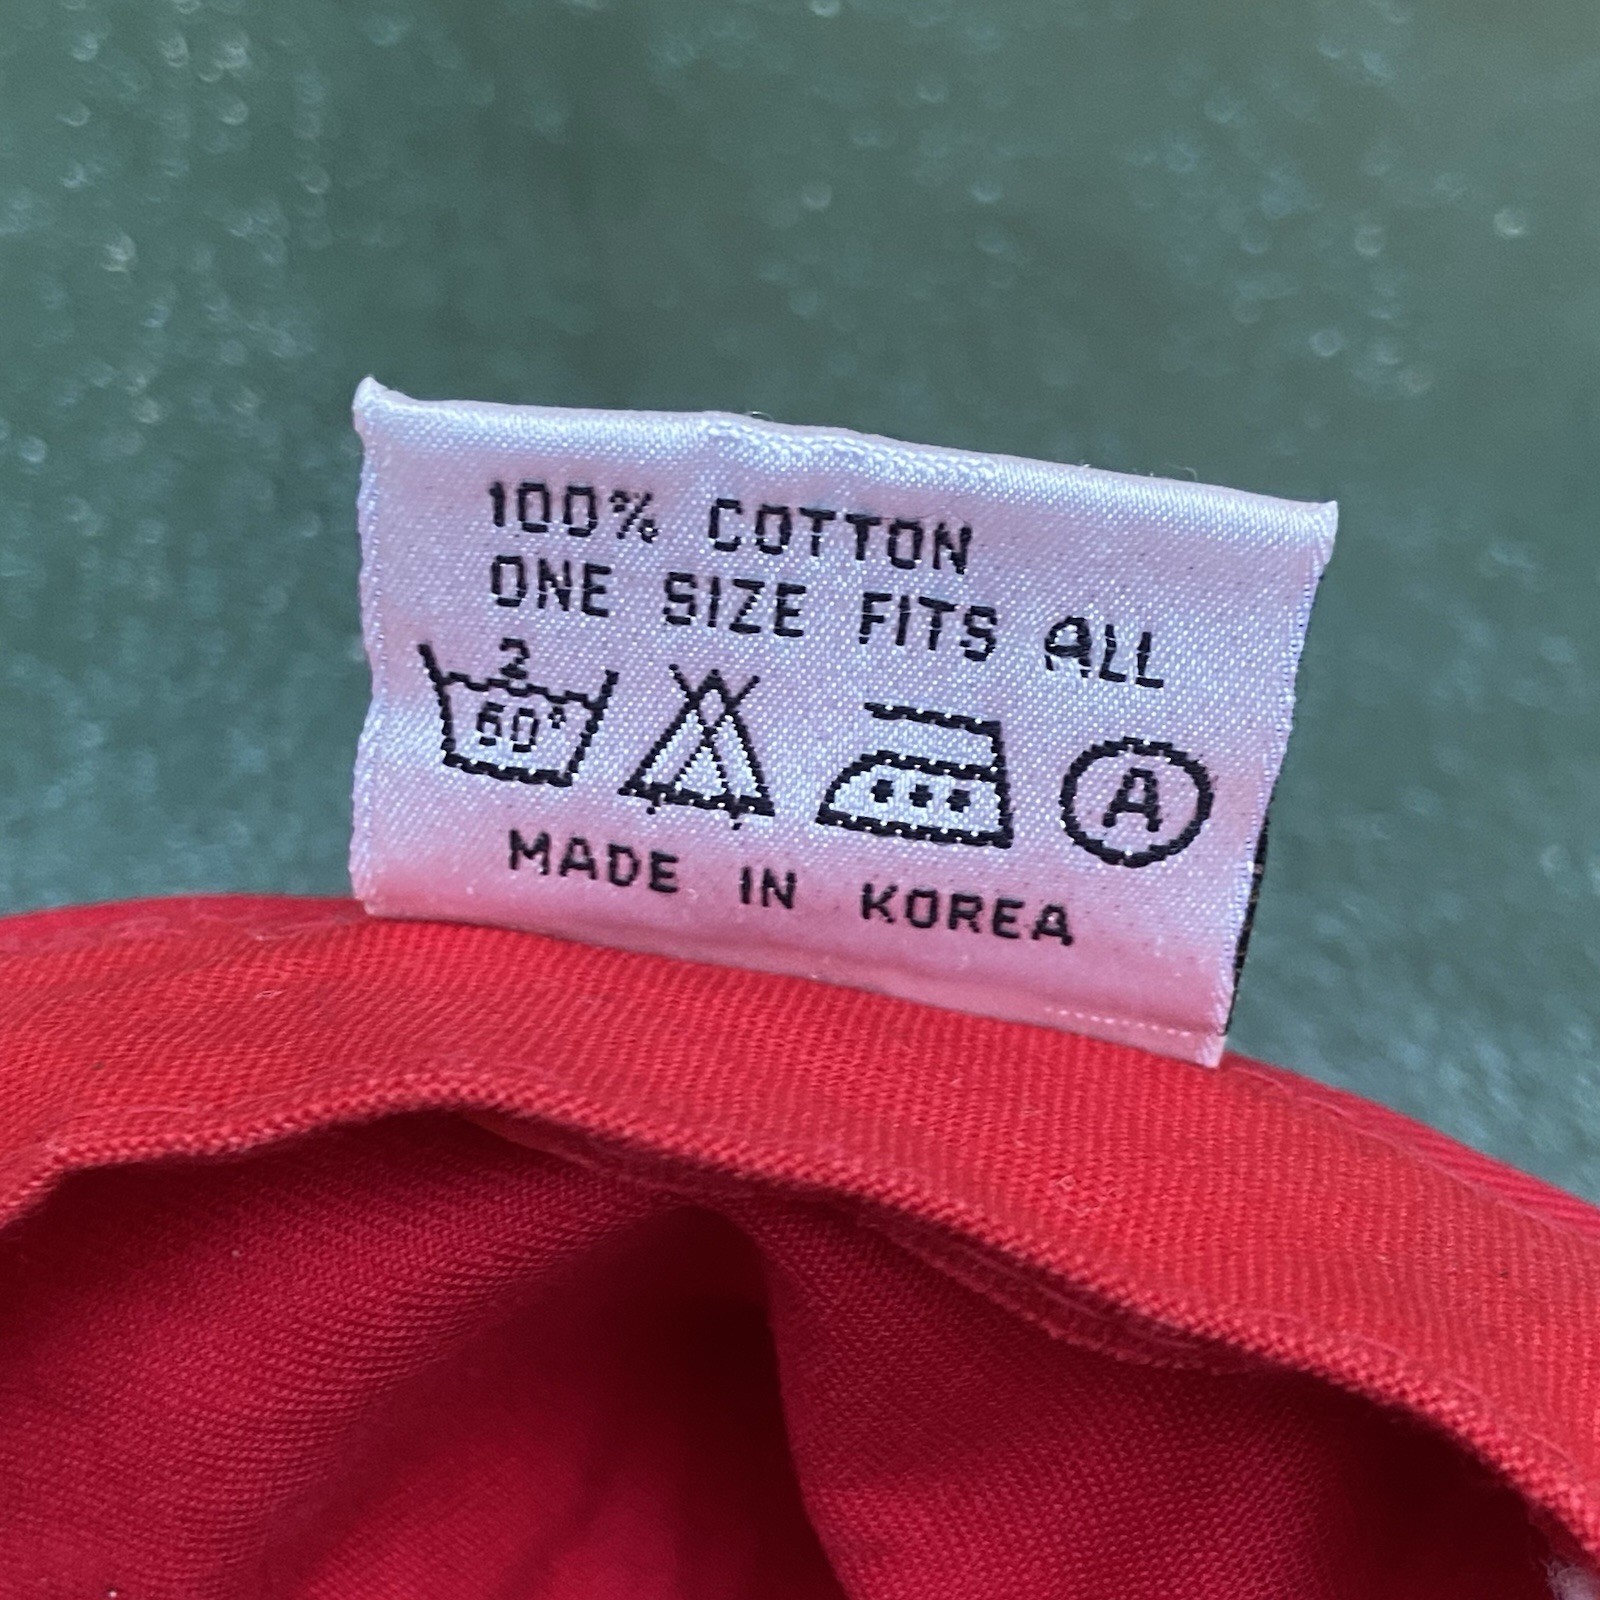 100% COTTON
ONE SIZE FITS ALL
2
60° A
MADE IN KOREA